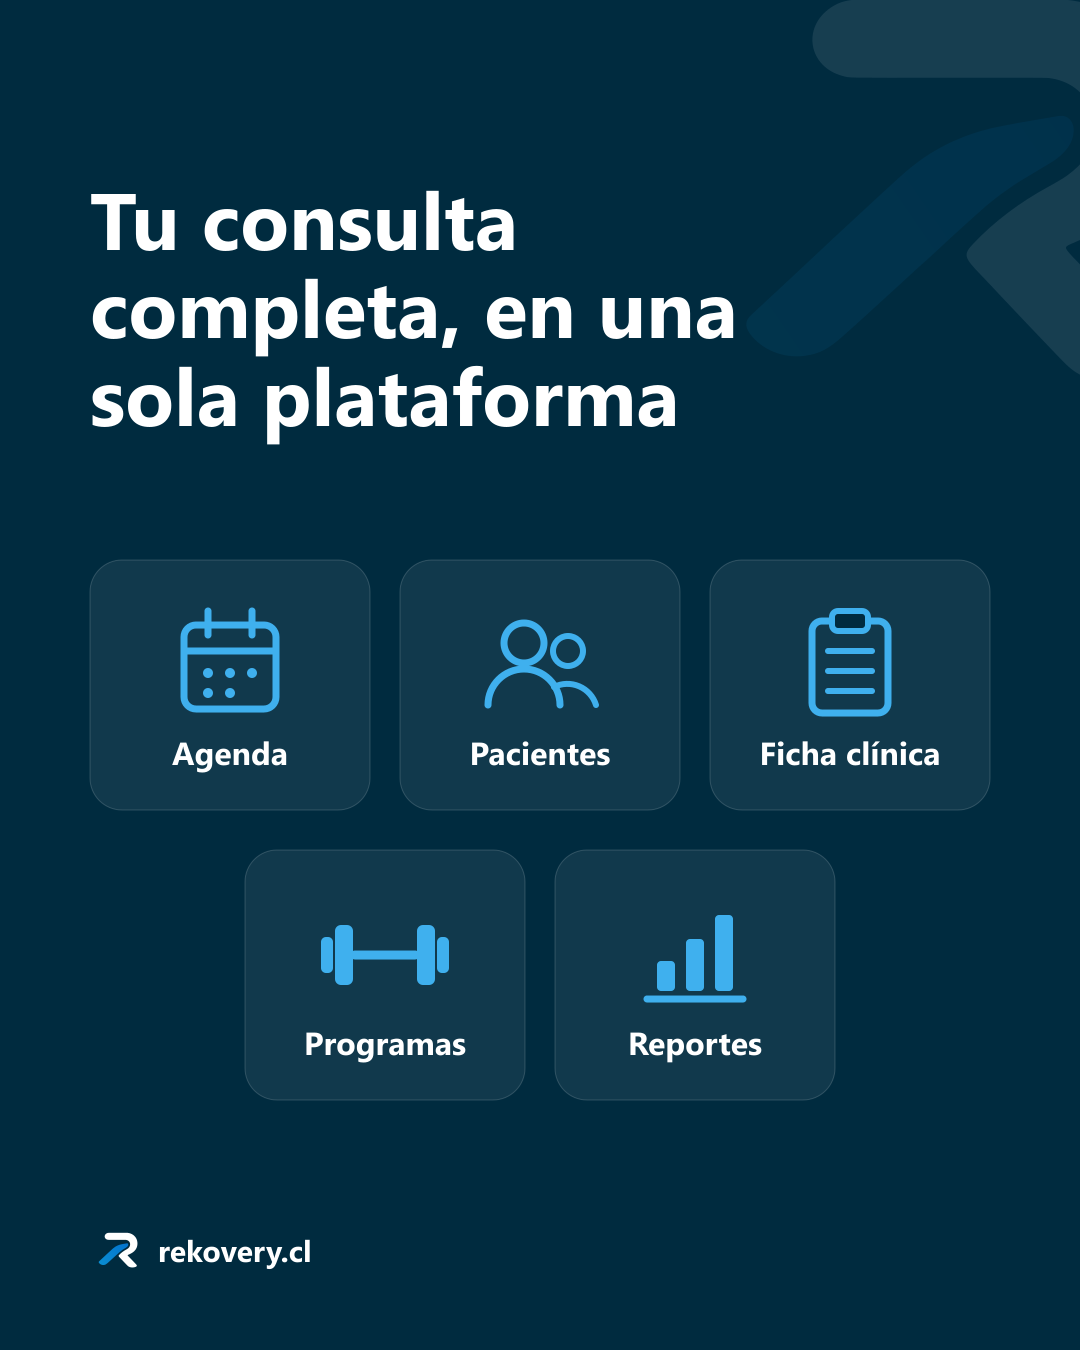 Tu consulta
completa, en una
sola plataforma
Agenda
Pacientes
Ficha clínica
Programas
Reportes
rekovery.cl